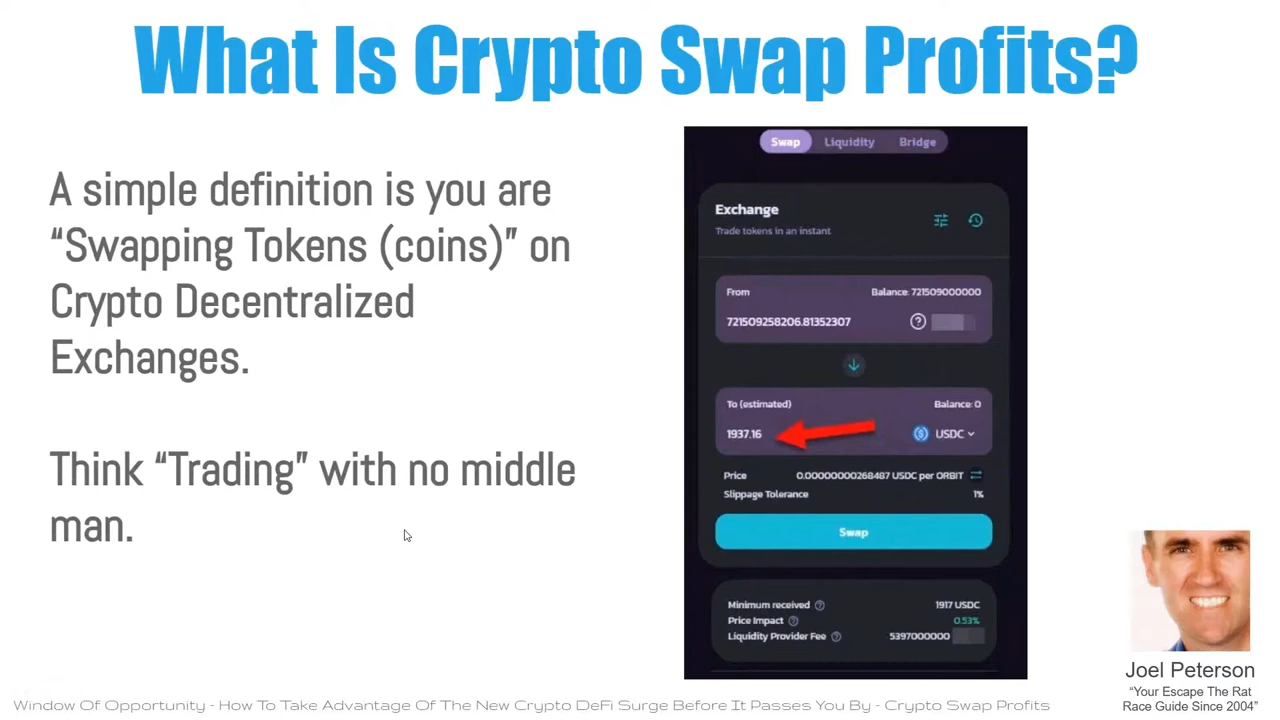 What Is Crypto Swap Profits?
A simple definition is you are
“Swapping Tokens (coins)” on
Crypto Decentralized
Exchanges.
Think “Trading” with no middle
man.
Swap Liquidity Bridge
Exchange
Trade tokens in an instant
From Balance: 721509000000
721509258206.81352307
To (estimated) Balance: 0
1937.16 USDC
Price 0.00000000268487 USDC per ORBIT
Slippage Tolerance 1%
Swap
Minimum received 1917 USDC
Price Impact 0.53%
Liquidity Provider Fee 5397000000
Joel Peterson
“Your Escape The Rat
Race Guide Since 2004”
Window Of Opportunity - How To Take Advantage Of The New Crypto DeFi Surge Before It Passes You By - Crypto Swap Profits